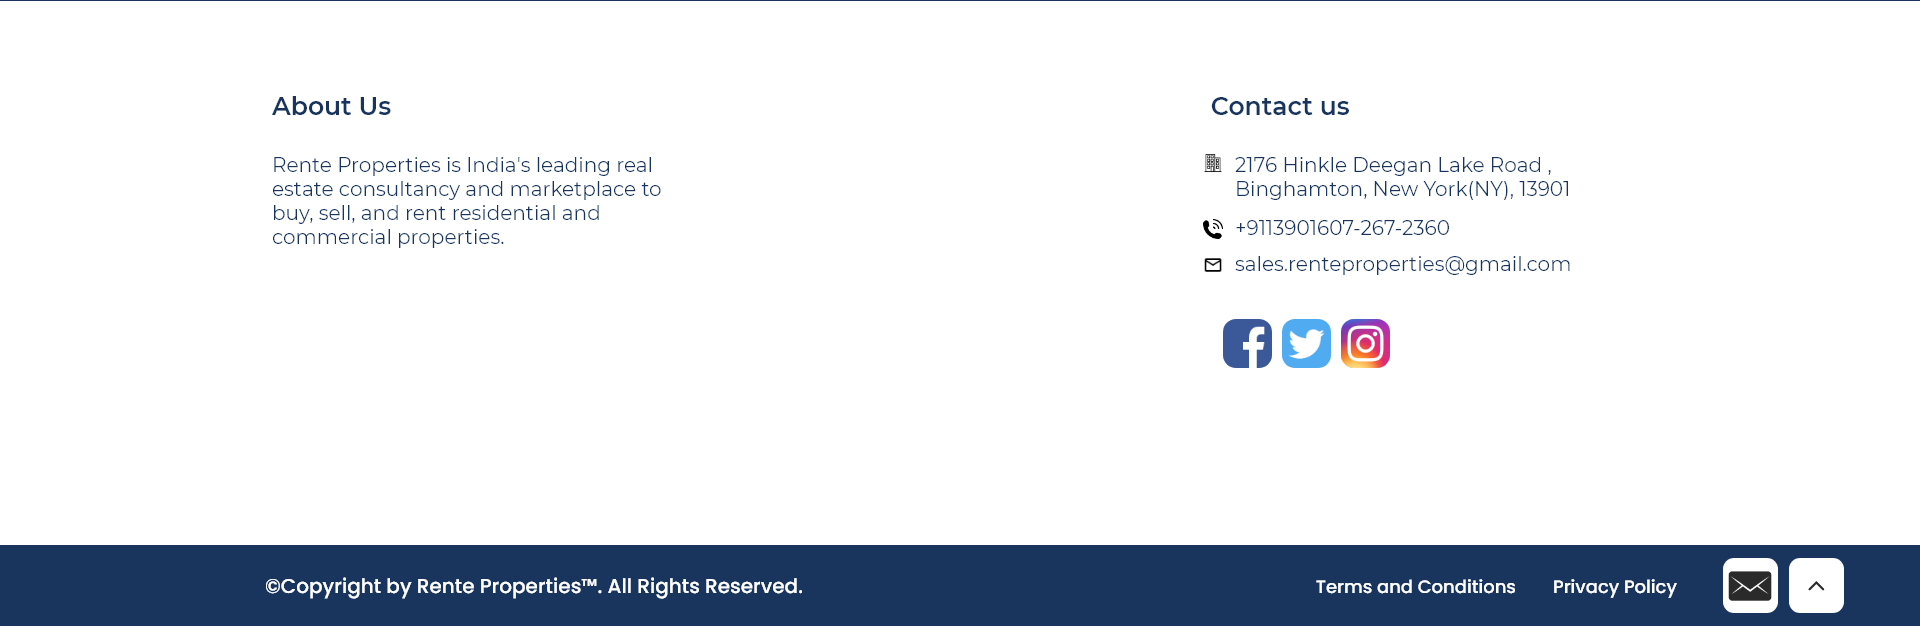 About Us
Rente Properties is India's leading real
estate consultancy and marketplace to
buy, sell, and rent residential and
commercial properties.
Contact us
2176 Hinkle Deegan Lake Road ,
Binghamton, New York(NY), 13901
+9113901607-267-2360
sales.renteproperties@gmail.com
©Copyright by Rente Properties™. All Rights Reserved.
Terms and Conditions
Privacy Policy